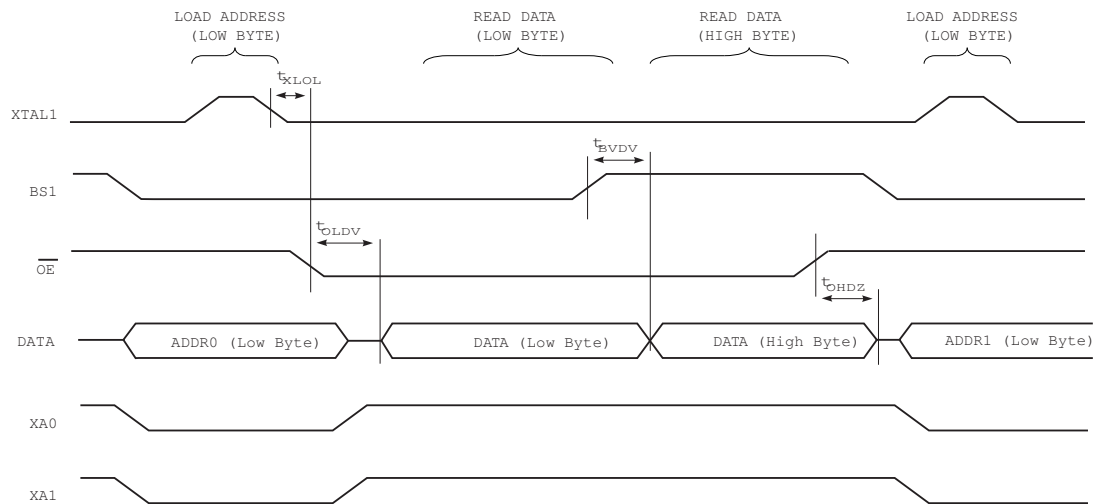 LOAD ADDRESS
(LOW BYTE)
READ DATA
(LOW BYTE)
READ DATA
(HIGH BYTE)
LOAD ADDRESS
(LOW BYTE)
tXLOL
XTAL1
tBVDV
BS1
tOLDV
OE
tOHDZ
DATA
ADDR0 (Low Byte)
DATA (Low Byte)
DATA (High Byte)
ADDR1 (Low Byte)
XA0
XA1